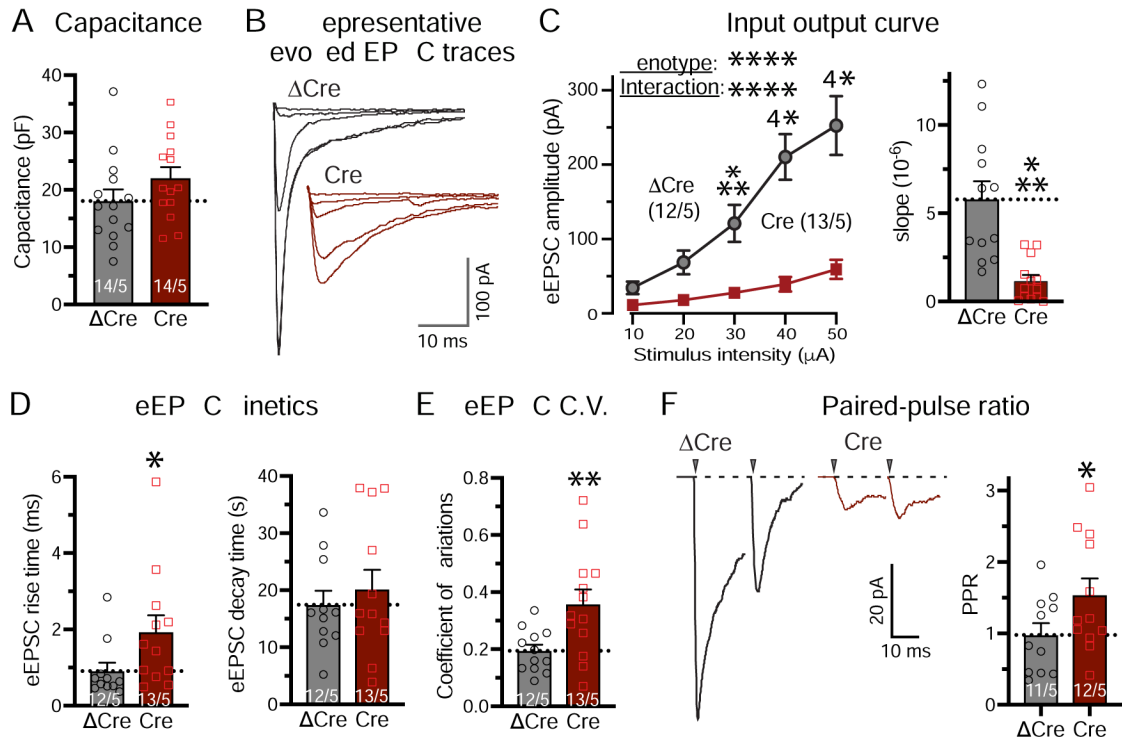 A Capacitance
Capacitance (pF)
40
30
20
10
0
14/5
14/5
ΔCre
Cre
B epresentative
evo ed EP C traces
ΔCre
Cre
100 pA
10 ms
C Input output curve
enotype: ****
Interaction: ****
eEPSC amplitude (pA)
300
200
100
0
ΔCre
(12/5)
Cre (13/5)
*
**
4*
4*
10
20
30
40
50
Stimulus intensity (μA)
slope (10-6)
10
5
0
*
**
ΔCre
Cre
D eEP C inetics
eEPSC rise time (ms)
6
4
2
0
*
12/5
13/5
ΔCre
Cre
eEPSC decay time (s)
40
30
20
10
0
12/5
13/5
ΔCre
Cre
E eEP C C.V.
Coefficient of ariations
0.8
0.6
0.4
0.2
0.0
**
12/5
13/5
ΔCre
Cre
F Paired-pulse ratio
ΔCre
Cre
20 pA
10 ms
PPR
3
2
1
0
*
11/5
12/5
ΔCre
Cre